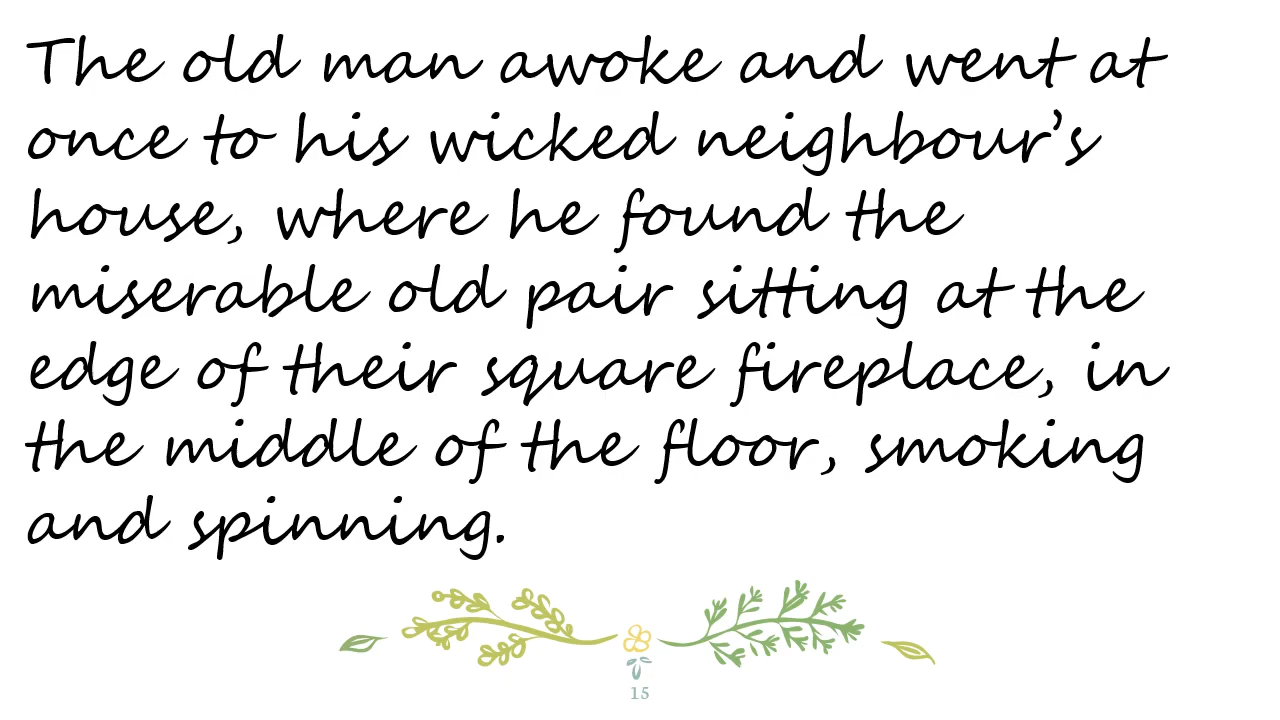 The old man awoke and went at
once to his wicked neighbour’s
house, where he found the
miserable old pair sitting at the
edge of their square fireplace, in
the middle of the floor, smoking
and spinning.
15